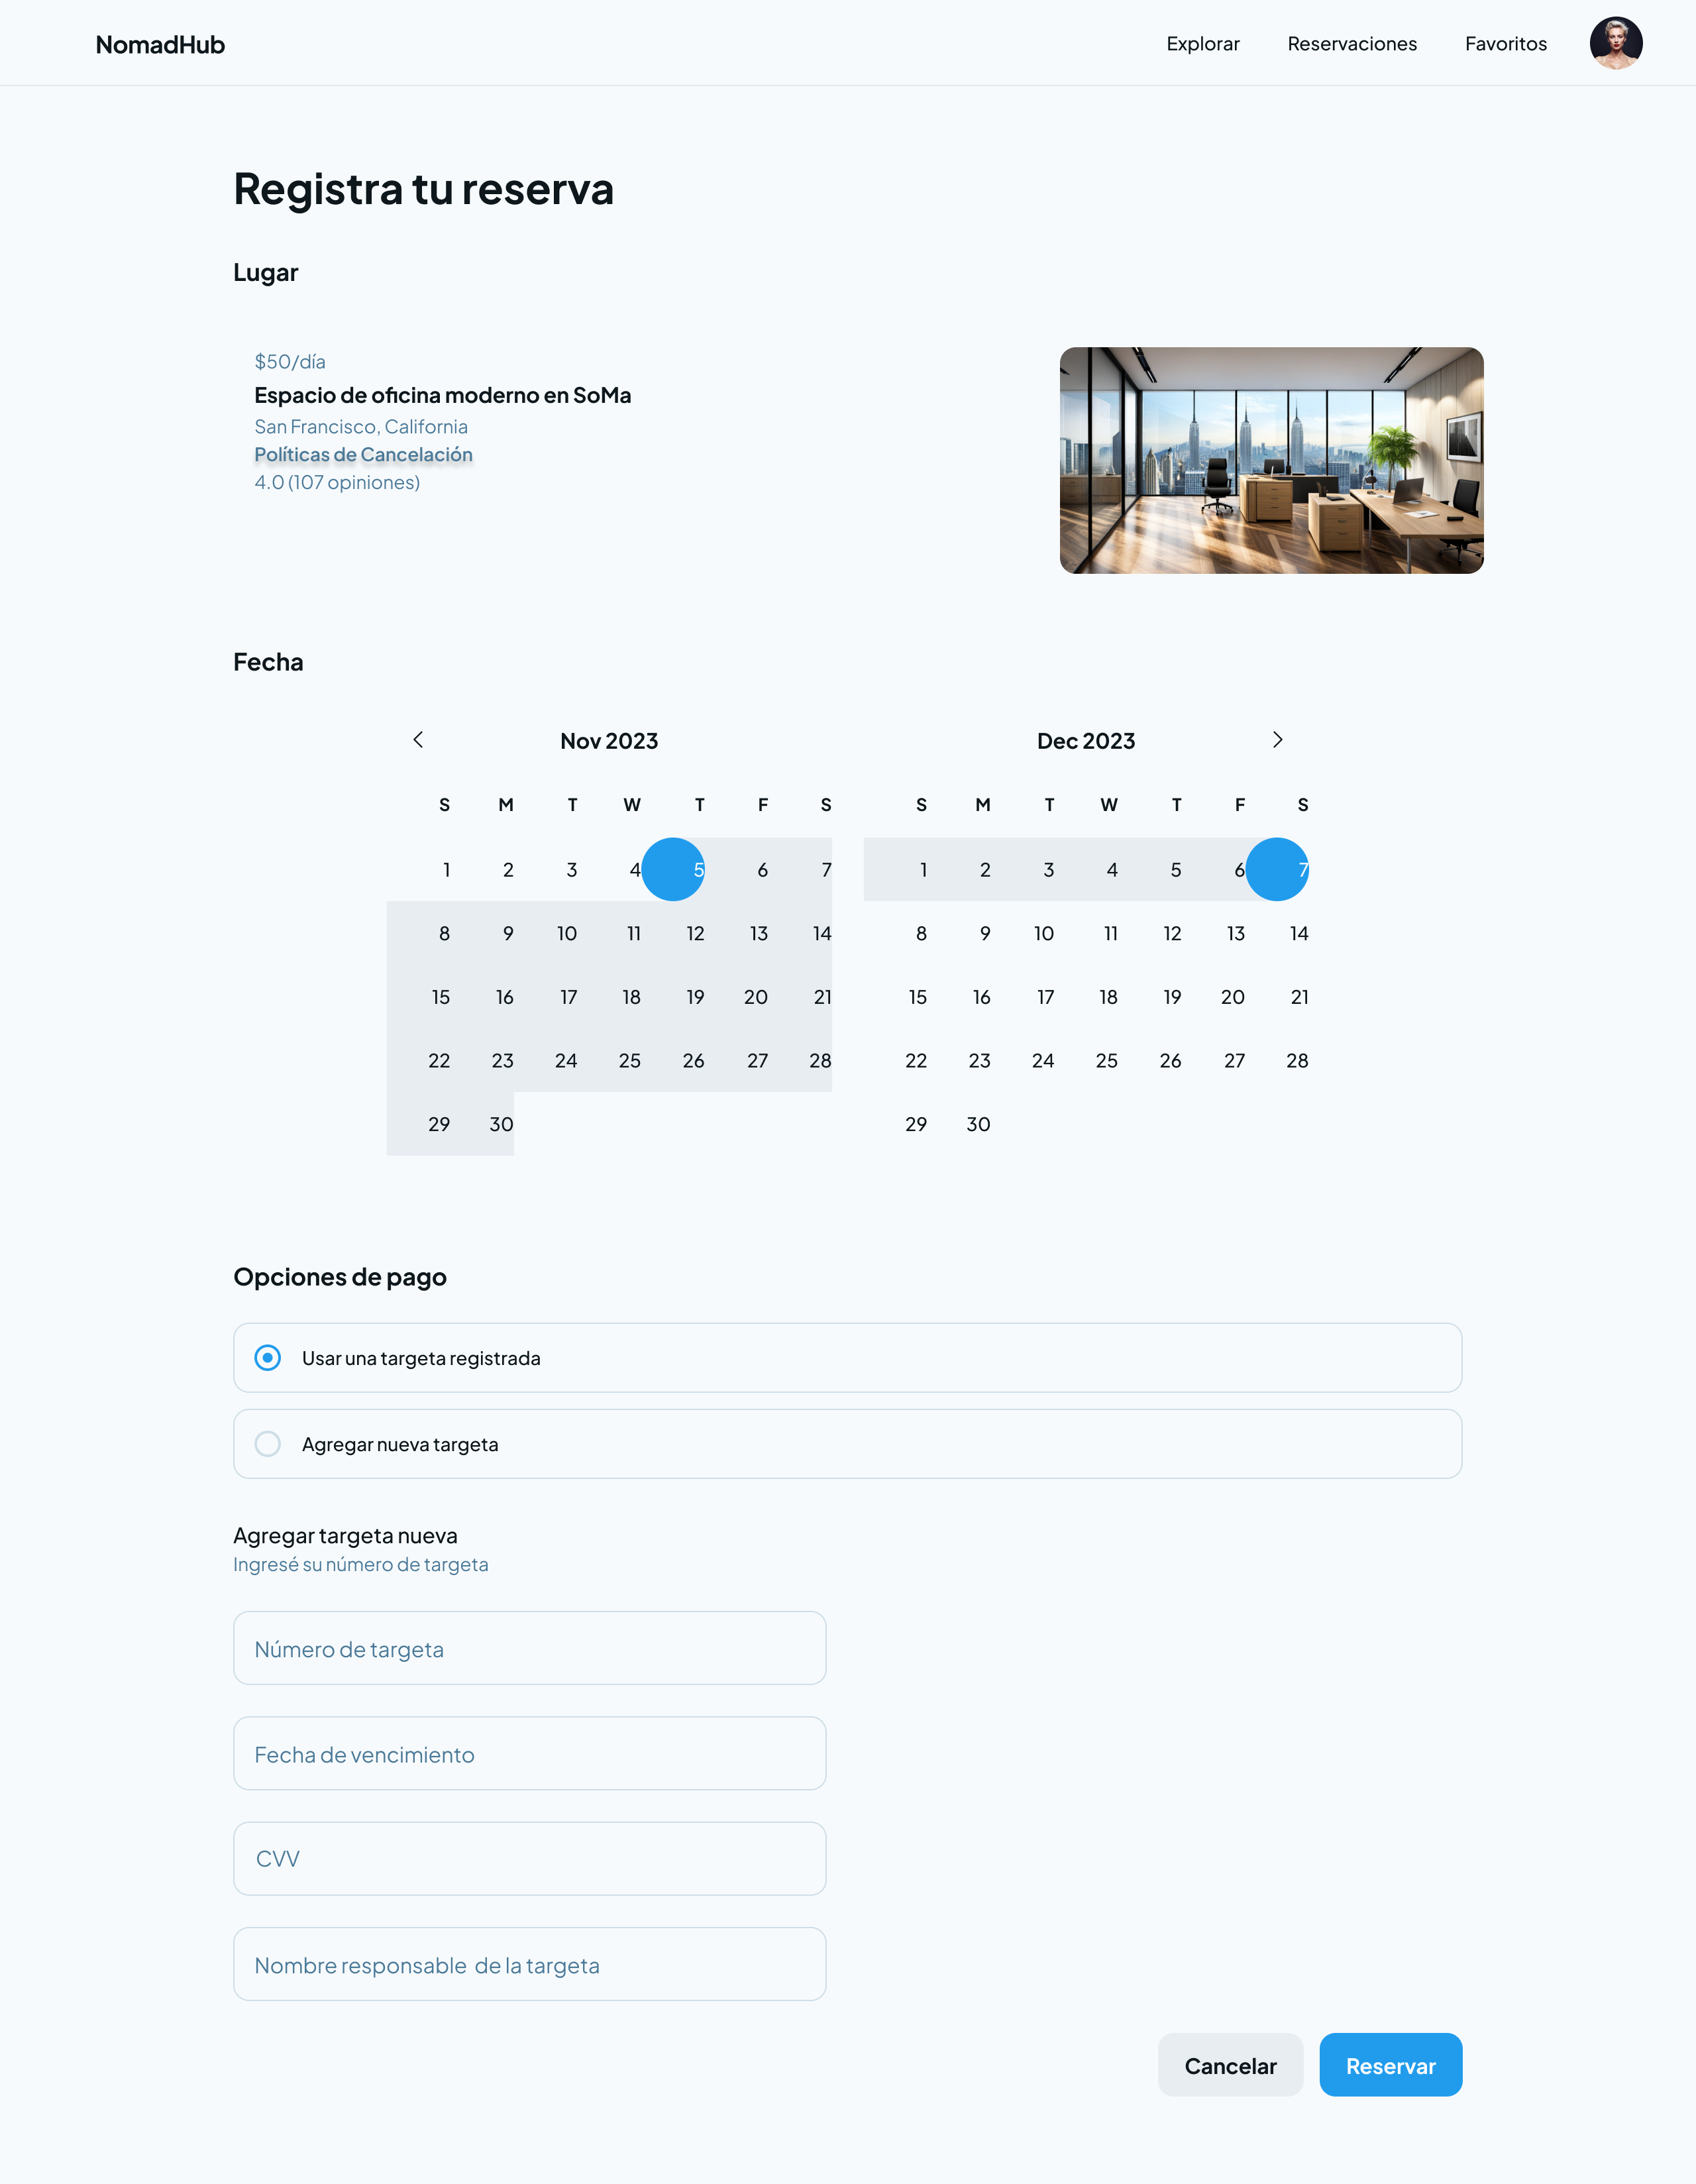 NomadHub
Explorar Reservaciones Favoritos
Registra tu reserva
Lugar
$50/día
Espacio de oficina moderno en SoMa
San Francisco, California
Políticas de Cancelación
4.0 (107 opiniones)
Fecha
Nov 2023
S M T W T F S
1 2 3 4 5 6 7
8 9 10 11 12 13 14
15 16 17 18 19 20 21
22 23 24 25 26 27 28
29 30
Dec 2023
S M T W T F S
1 2 3 4 5 6 7
8 9 10 11 12 13 14
15 16 17 18 19 20 21
22 23 24 25 26 27 28
29 30
Opciones de pago
Usar una targeta registrada
Agregar nueva targeta
Agregar targeta nueva
Ingresé su número de targeta
Número de targeta
Fecha de vencimiento
CVV
Nombre responsable de la targeta
Cancelar Reservar